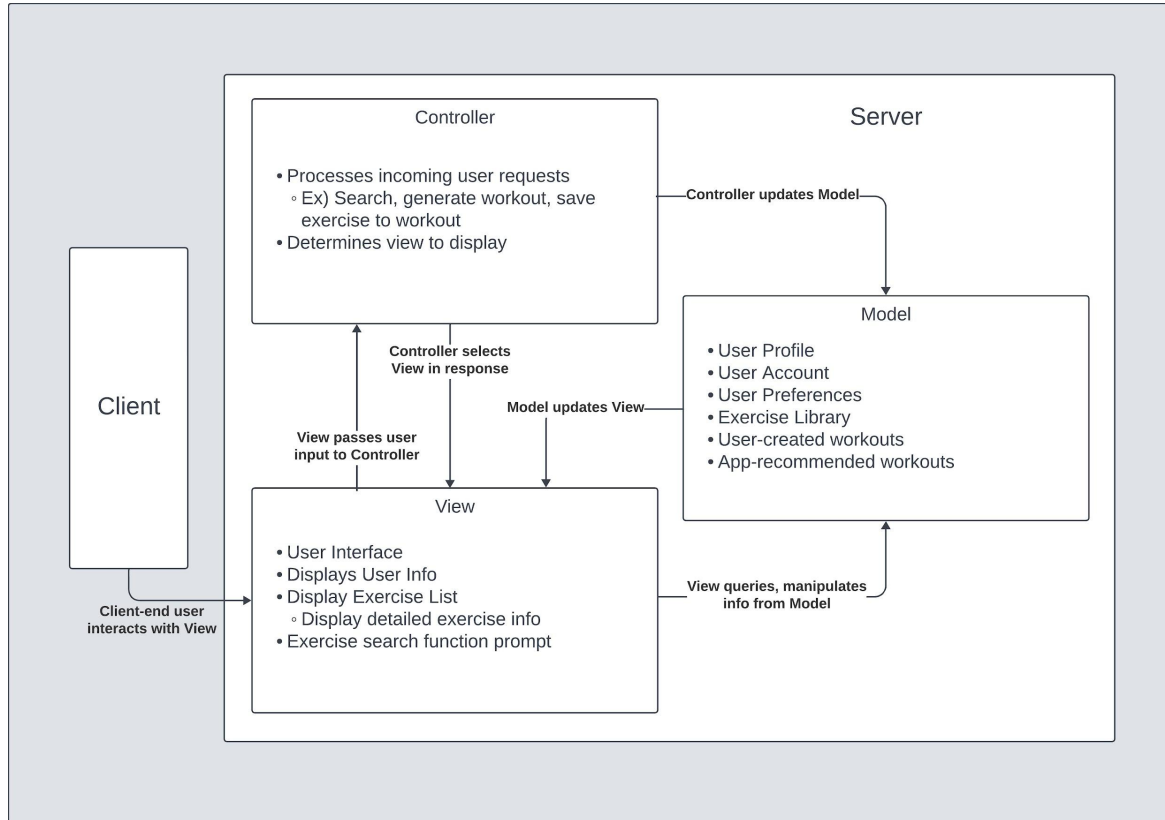 Controller
• Processes incoming user requests
◦ Ex) Search, generate workout, save
exercise to workout
• Determines view to display
Server
Controller updates Model
Model
• User Profile
• User Account
• User Preferences
• Exercise Library
• User-created workouts
• App-recommended workouts
Controller selects
View in response
Model updates View
View passes user
input to Controller
Client
Client-end user
interacts with View
View
• User Interface
• Displays User Info
• Display Exercise List
◦ Display detailed exercise info
• Exercise search function prompt
View queries, manipulates
info from Model